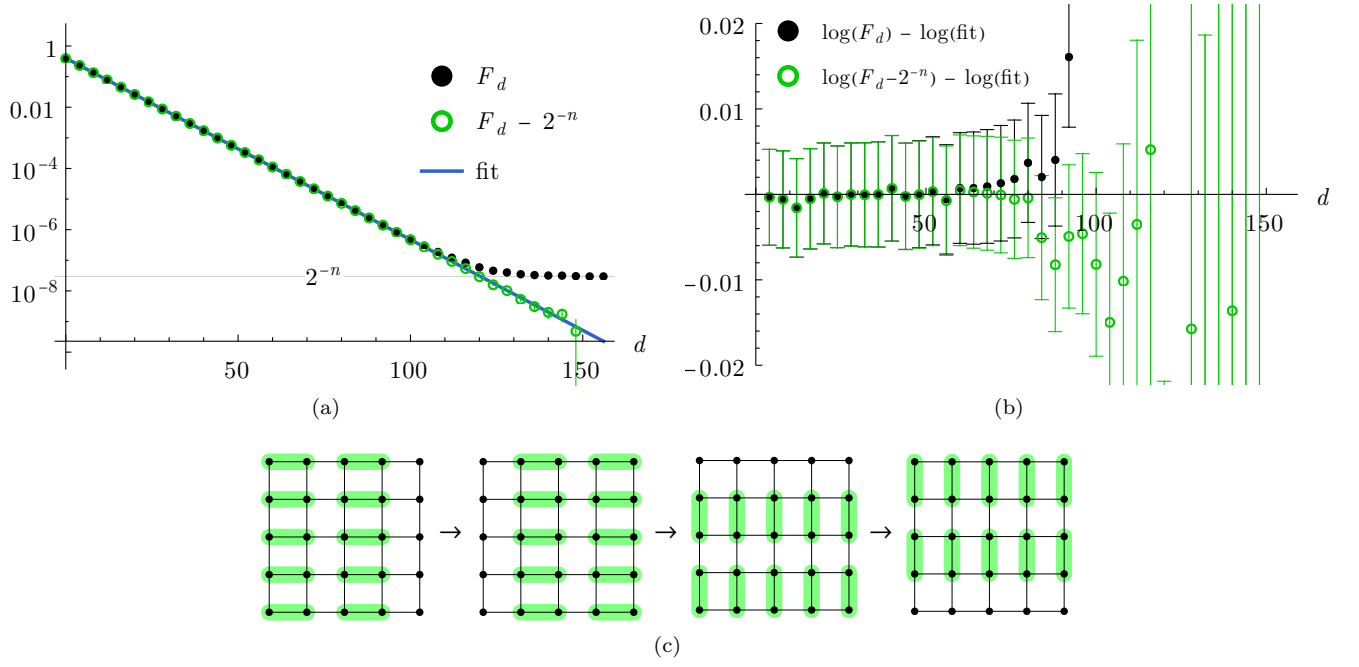 1
0.01
10⁻⁴
10⁻⁶
10⁻⁸
2⁻ⁿ
50
100
150
d
F_d
F_d − 2⁻ⁿ
fit
(a)
0.02
0.01
−0.01
−0.02
50
100
150
d
log(F_d) − log(fit)
log(F_d−2⁻ⁿ) − log(fit)
(b)
→ → →
(c)